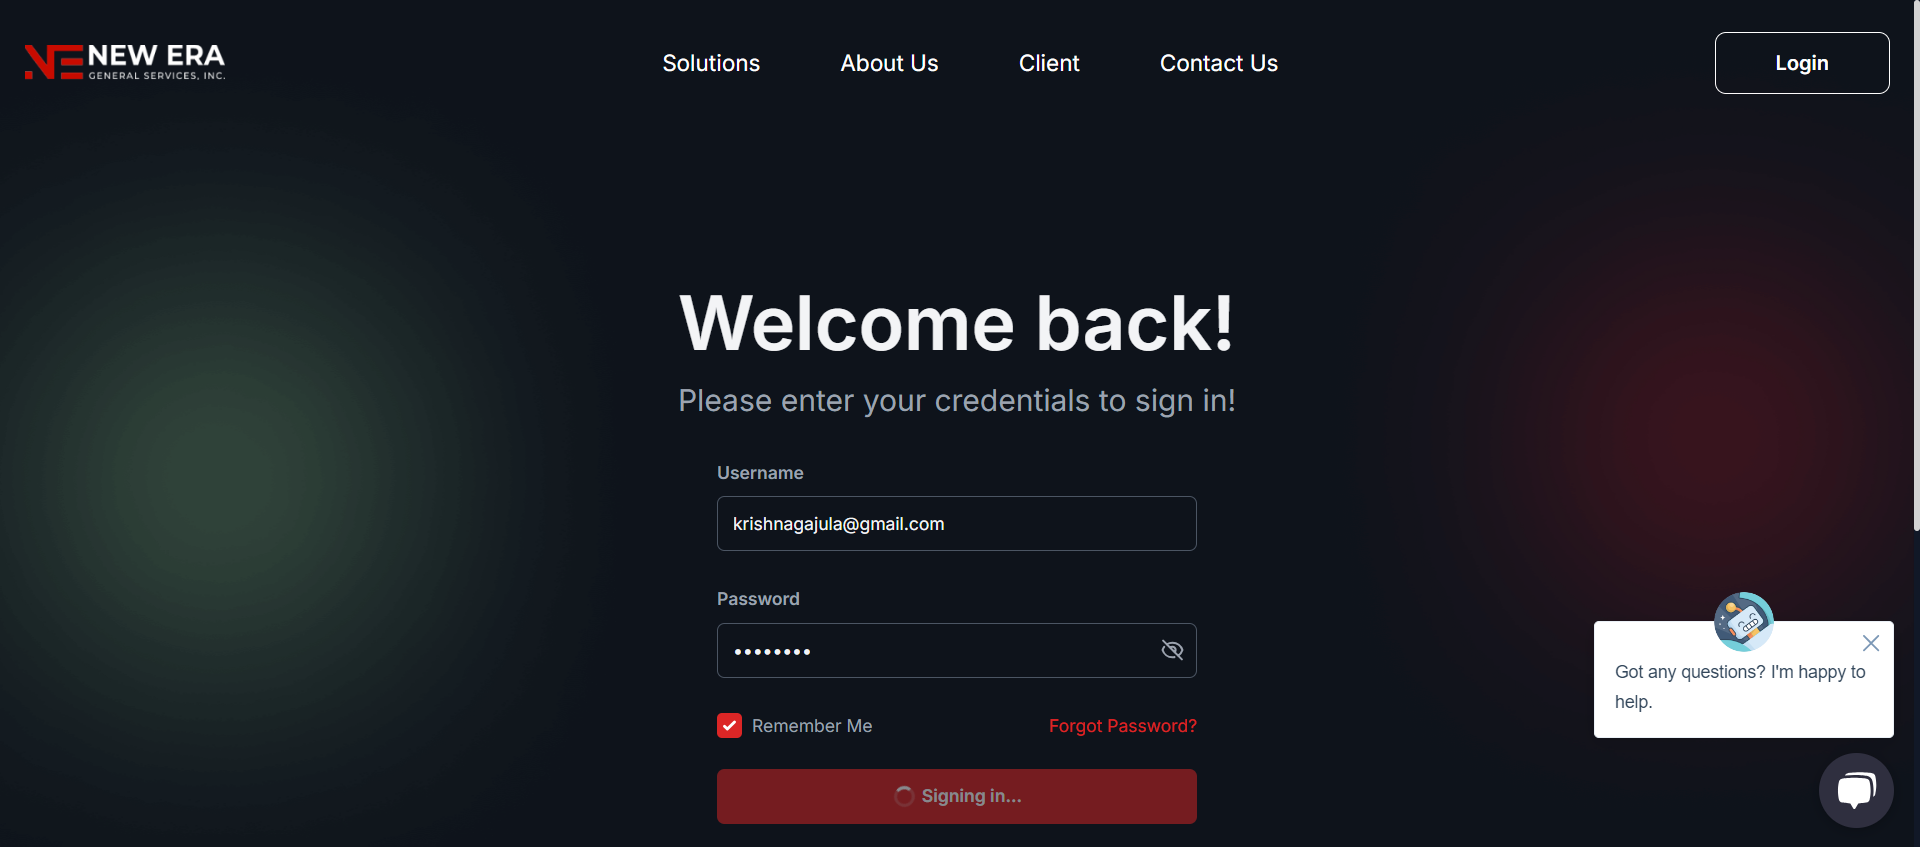 NEW ERA
GENERAL SERVICES, INC.
Solutions
About Us
Client
Contact Us
Login
Welcome back!
Please enter your credentials to sign in!
Username
krishnagajula@gmail.com
Password
Remember Me
Forgot Password?
Signing in...
Got any questions? I'm happy to
help.